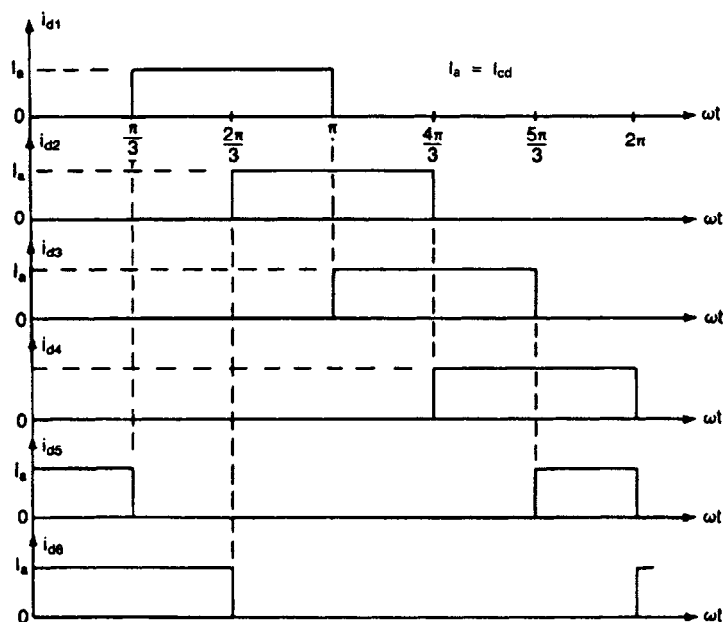 i_d1
I_a
I_a = I_cd
0
ωt
π/3 2π/3 π 4π/3 5π/3 2π
i_d2
I_a
0
ωt
i_d3
I_a
0
ωt
i_d4
0
ωt
i_d5
I_a
0
ωt
i_d6
I_a
0
ωt